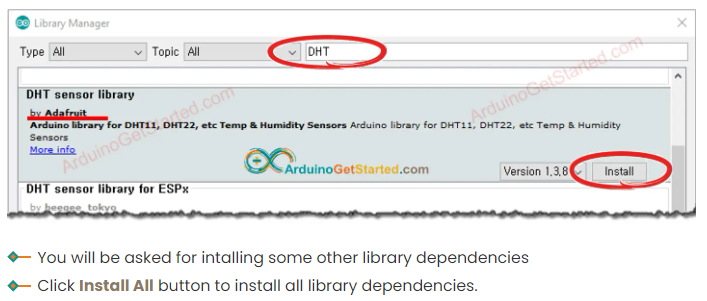 Library Manager
Type All Topic All DHT
DHT sensor library
by Adafruit
Arduino library for DHT11, DHT22, etc Temp & Humidity Sensors Arduino library for DHT11, DHT22, etc Temp & Humidity
Sensors
More info
ArduinoGetStarted.com
ArduinoGetStarted.com
ArduinoGetStarted.com
Version 1,3,8 Install
DHT sensor library for ESPx
by beegee_tokyo
You will be asked for intalling some other library dependencies
Click Install All button to install all library dependencies.